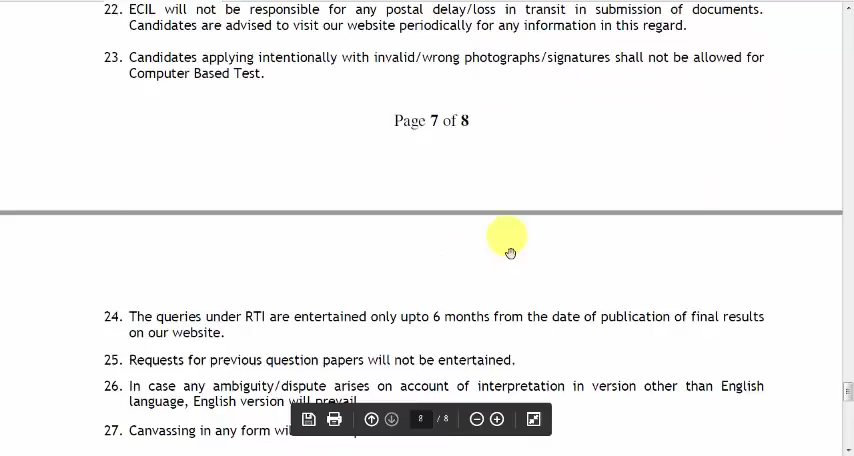 22. ECIL will not be responsible for any postal delay/loss in transit in submission of documents.
Candidates are advised to visit our website periodically for any information in this regard.
23. Candidates applying intentionally with invalid/wrong photographs/signatures shall not be allowed for
Computer Based Test.
Page 7 of 8
24. The queries under RTI are entertained only upto 6 months from the date of publication of final results
on our website.
25. Requests for previous question papers will not be entertained.
26. In case any ambiguity/dispute arises on account of interpretation in version other than English
language, English version will prevail
27. Canvassing in any form wil
8 / 8